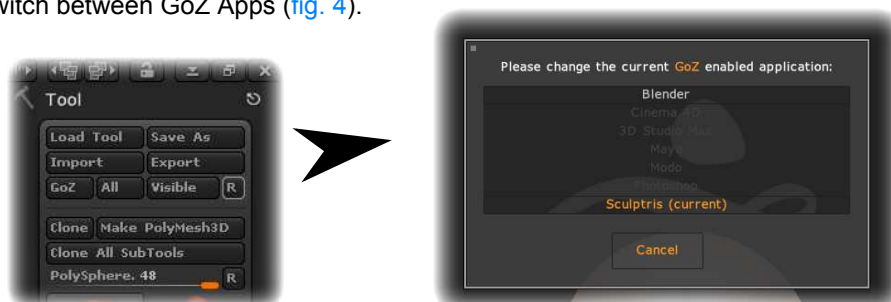 witch between GoZ Apps (fig. 4).
Tool
Load Tool Save As
Import Export
GoZ All Visible R
Clone Make PolyMesh3D
Clone All SubTools
PolySphere. 48 R
Please change the current GoZ enabled application:
Blender
Cinema 4D
3D Studio Max
Maya
Modo
Photoshop
Sculptris (current)
Cancel